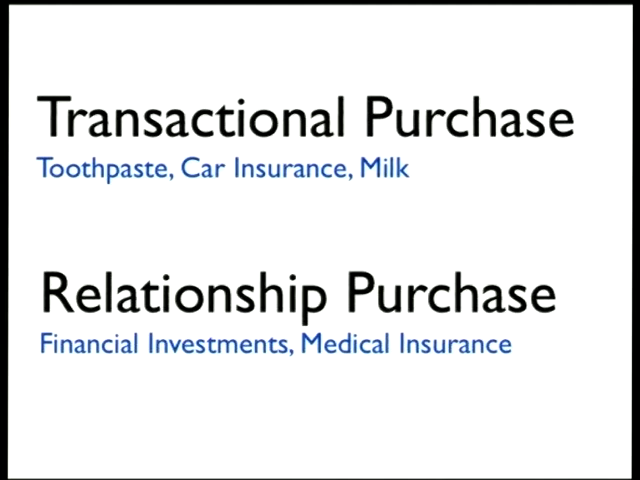 Transactional Purchase
Toothpaste, Car Insurance, Milk
Relationship Purchase
Financial Investments, Medical Insurance